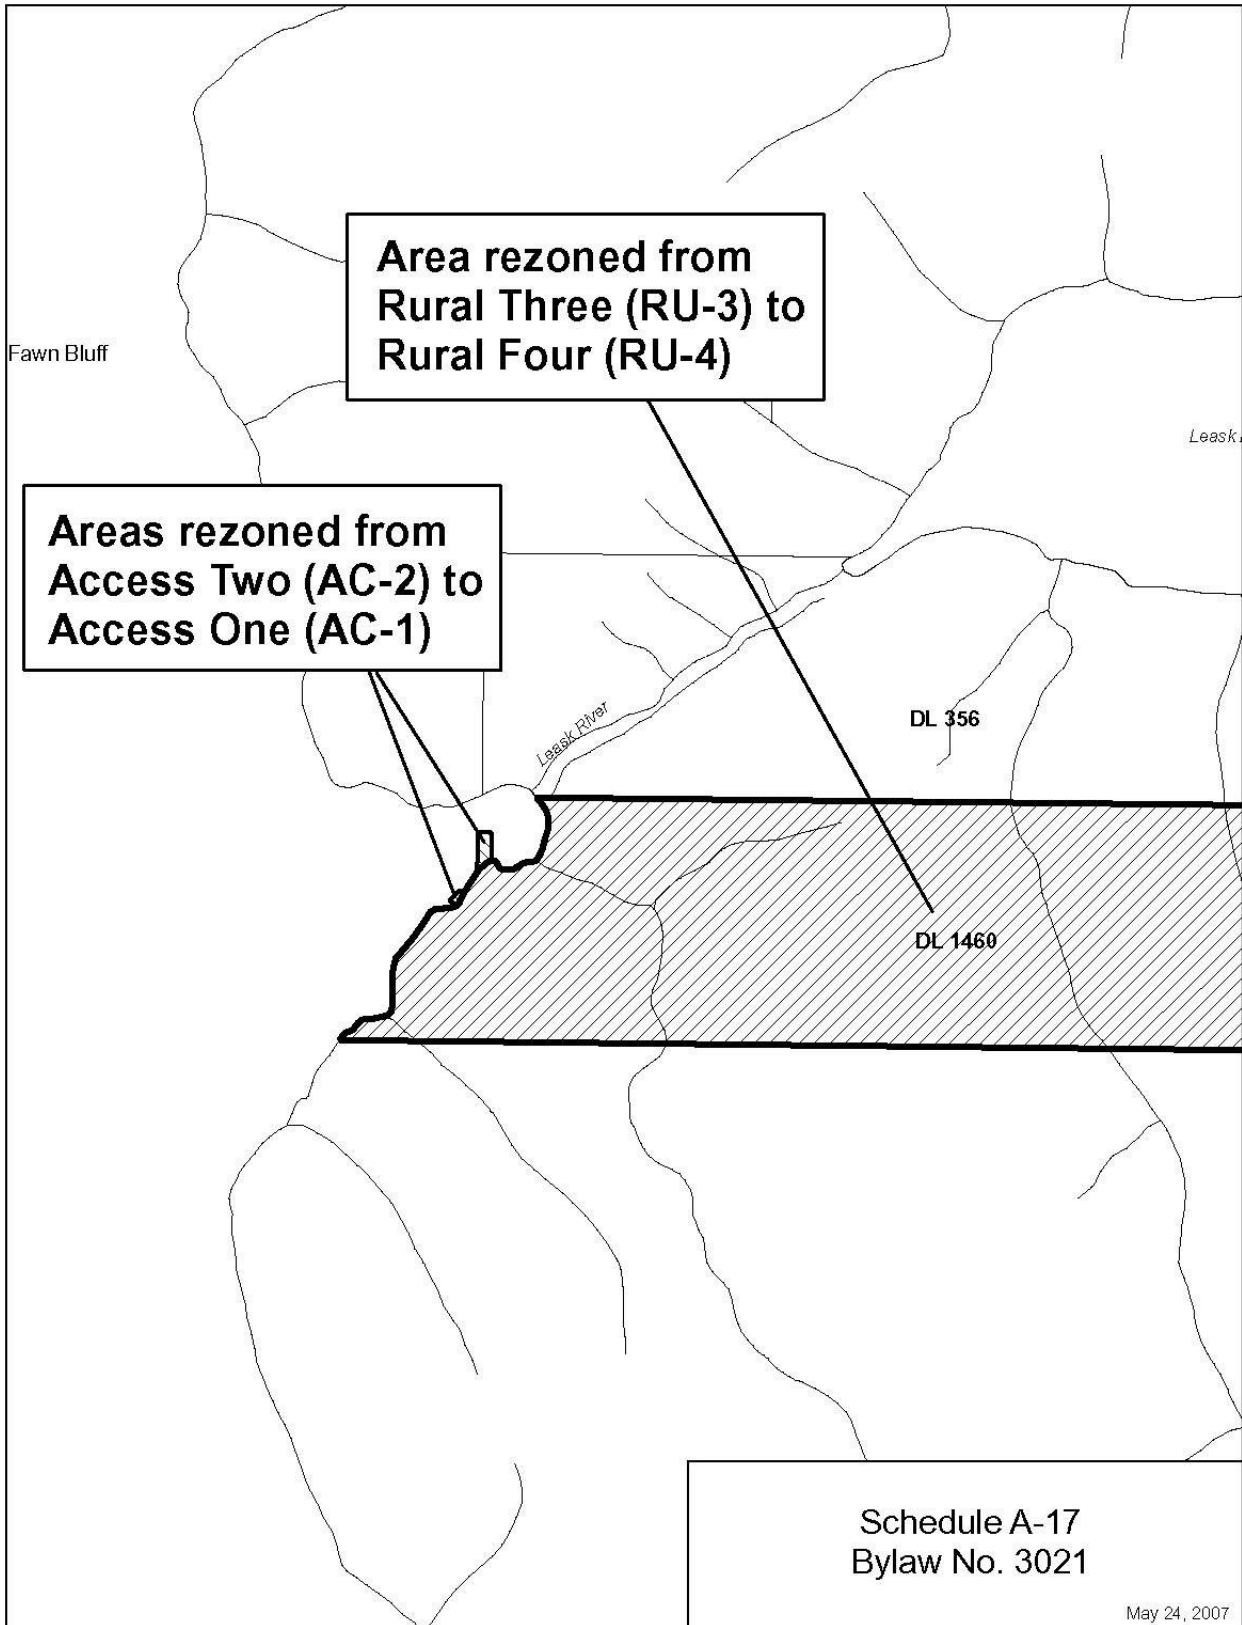 Area rezoned from
Rural Three (RU-3) to
Rural Four (RU-4)
Fawn Bluff
Leask
Areas rezoned from
Access Two (AC-2) to
Access One (AC-1)
Leask River
DL 356
DL 1460
Schedule A-17
Bylaw No. 3021
May 24, 2007